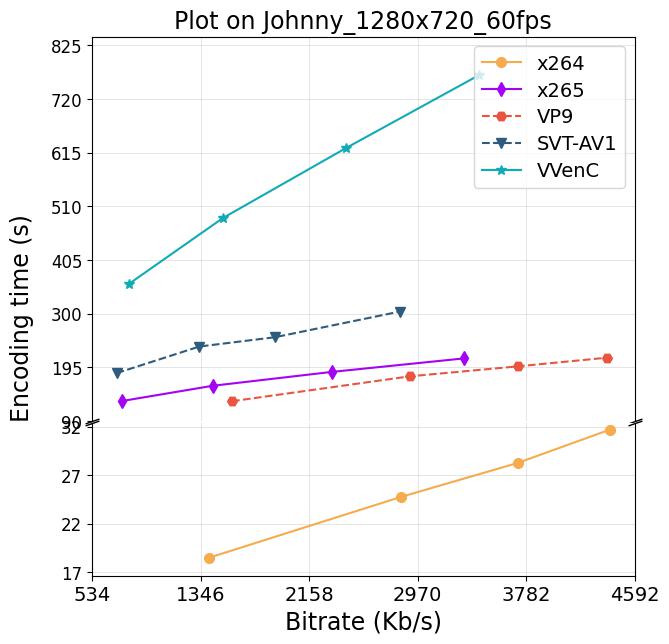 Plot on Johnny_1280x720_60fps
825
720
615
510
405
300
195
90
32
27
22
17
Encoding time (s)
x264
x265
VP9
SVT-AV1
VVenC
534 1346 2158 2970 3782 4592
Bitrate (Kb/s)